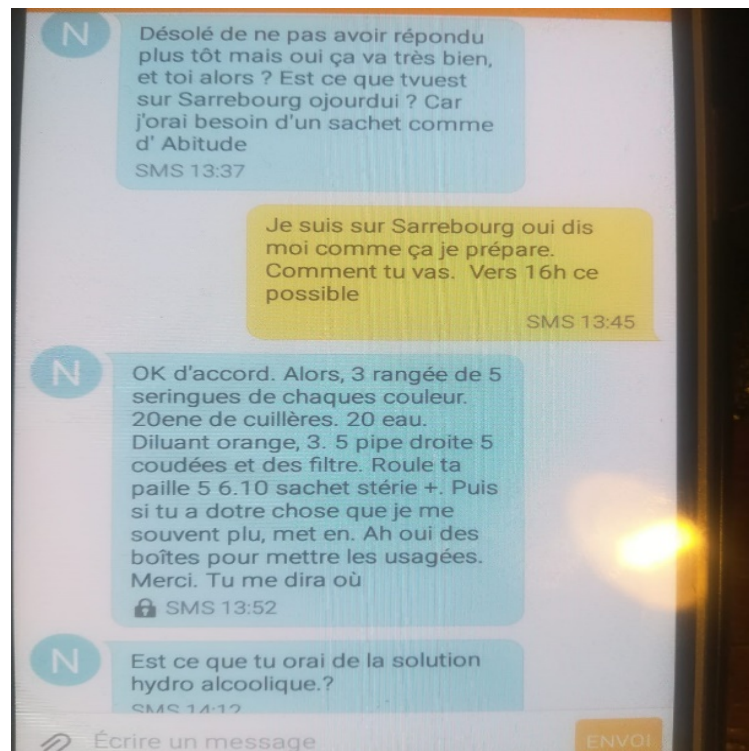 N
Désolé de ne pas avoir répondu
plus tôt mais oui ça va très bien,
et toi alors ? Est ce que tvuest
sur Sarrebourg ojourdui ? Car
j'orai besoin d'un sachet comme
d' Abitude
SMS 13:37
Je suis sur Sarrebourg oui dis
moi comme ça je prépare.
Comment tu vas. Vers 16h ce
possible
SMS 13:45
N
OK d'accord. Alors, 3 rangée de 5
seringues de chaques couleur.
20ene de cuillères. 20 eau.
Diluant orange, 3. 5 pipe droite 5
coudées et des filtre. Roule ta
paille 5 6.10 sachet stérie +. Puis
si tu a dotre chose que je me
souvent plu, met en. Ah oui des
boîtes pour mettre les usagées.
Merci. Tu me dira où
SMS 13:52
N
Est ce que tu orai de la solution
hydro alcoolique.?
SMS 14:12
Écrire un message
ENVOI